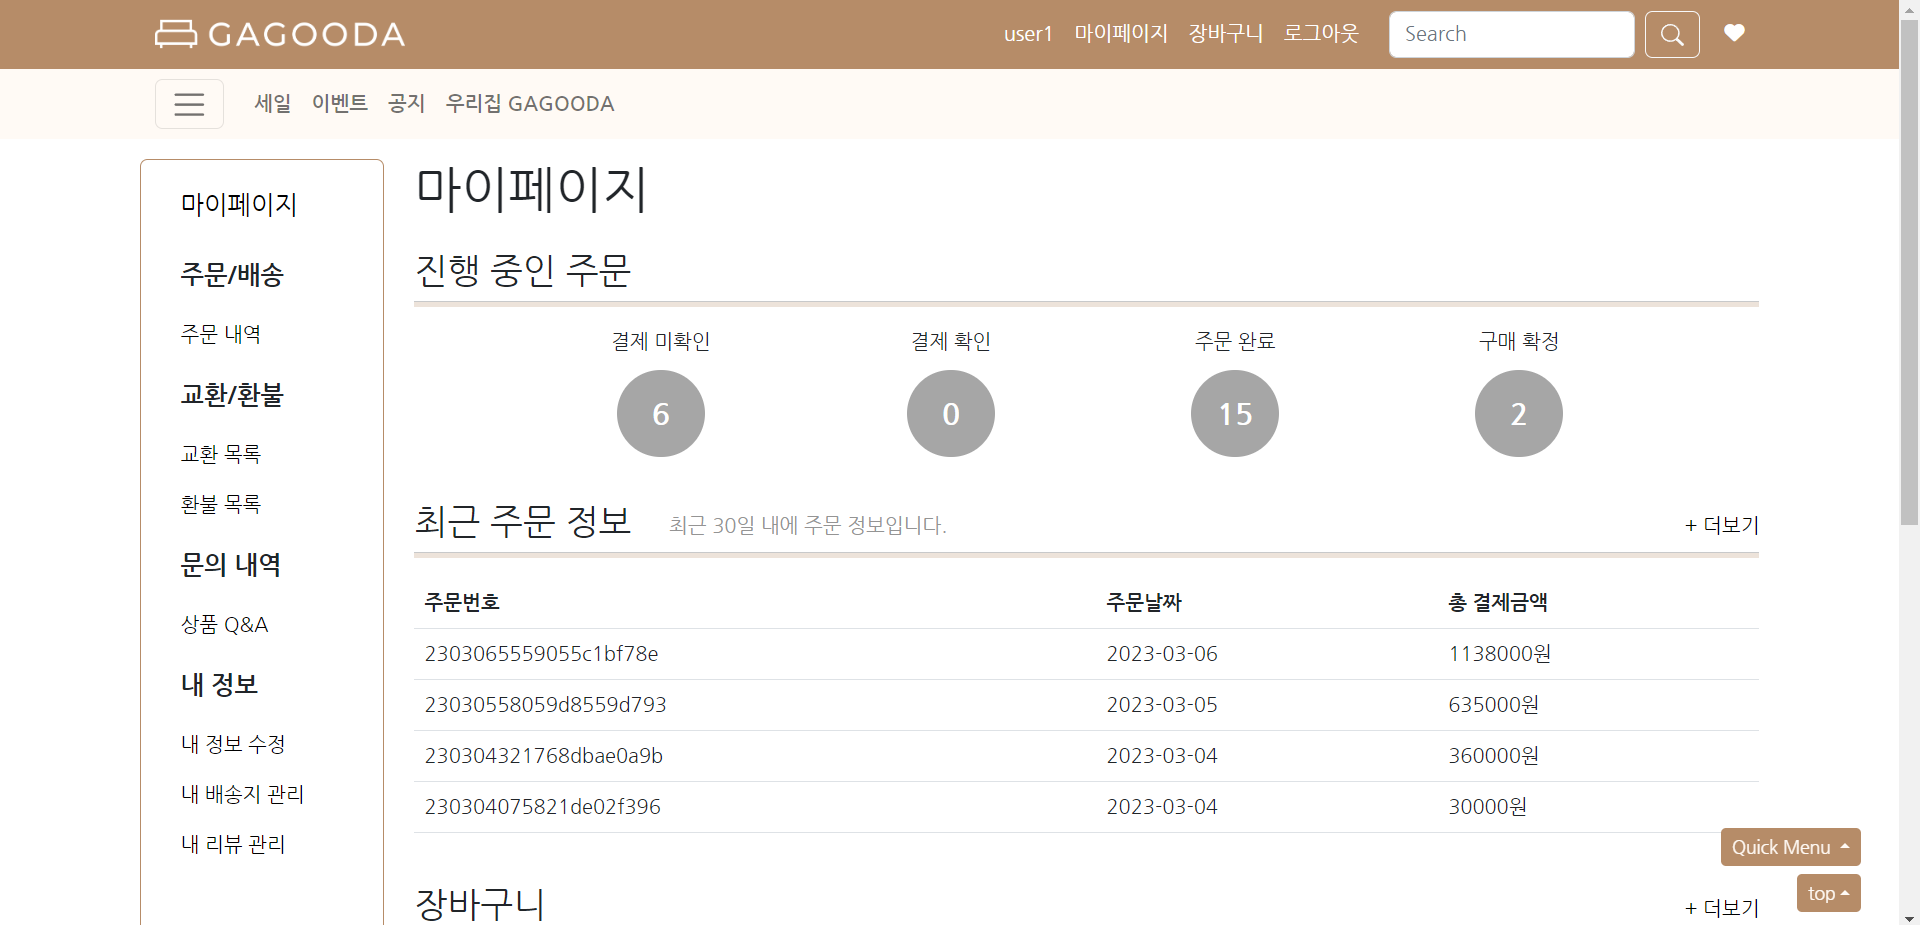 GAGOODA
user1 마이페이지 장바구니 로그아웃 Search
세일 이벤트 공지 우리집 GAGOODA
마이페이지
주문/배송
주문 내역
교환/환불
교환 목록
환불 목록
문의 내역
상품 Q&A
내 정보
내 정보 수정
내 배송지 관리
내 리뷰 관리
마이페이지
진행 중인 주문
결제 미확인 결제 확인 주문 완료 구매 확정
6 0 15 2
최근 주문 정보 최근 30일 내에 주문 정보입니다. + 더보기
주문번호 주문날짜 총 결제금액
2303065559055c1bf78e 2023-03-06 1138000원
23030558059d8559d793 2023-03-05 635000원
230304321768dbae0a9b 2023-03-04 360000원
230304075821de02f396 2023-03-04 30000원
장바구니 + 더보기
Quick Menu
top